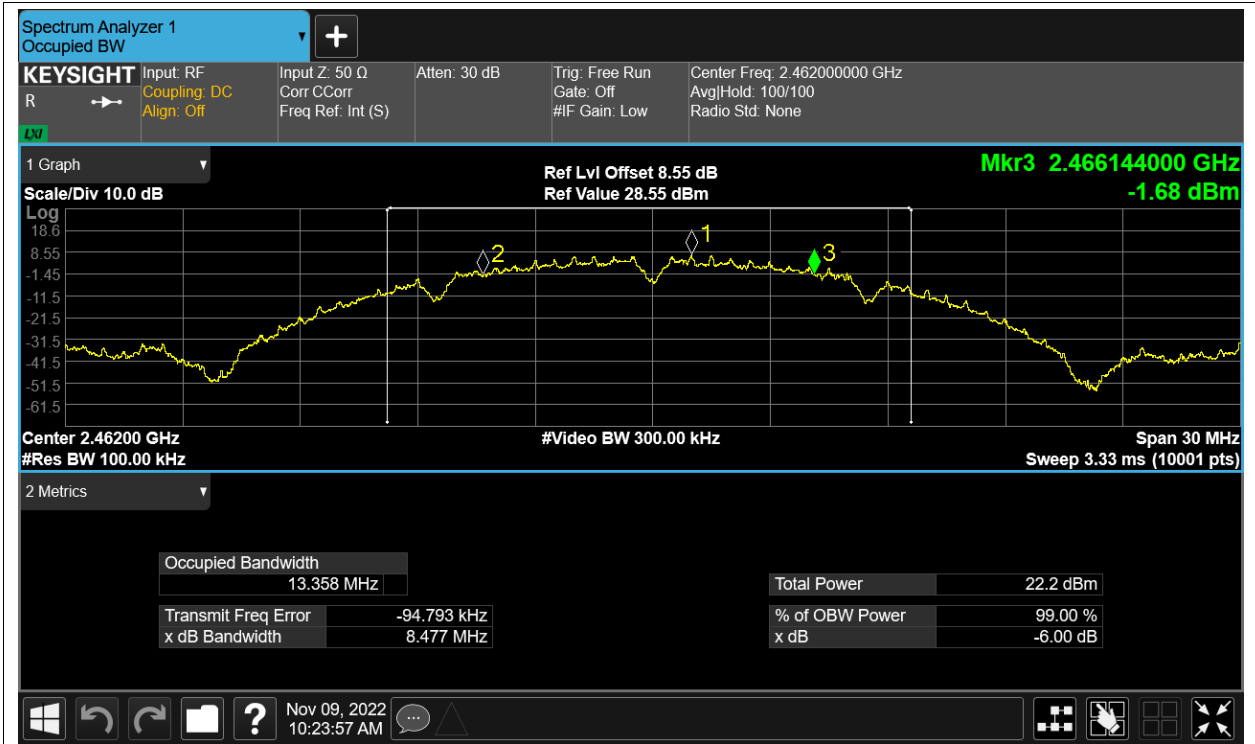 Spectrum Analyzer 1
Occupied BW
KEYSIGHT
R
LXI
Input: RF
Coupling: DC
Align: Off
Input Z: 50 Ω
Corr CCorr
Freq Ref: Int (S)
Atten: 30 dB
Trig: Free Run
Gate: Off
#IF Gain: Low
Center Freq: 2.462000000 GHz
Avg|Hold: 100/100
Radio Std: None
1 Graph
Scale/Div 10.0 dB
Ref Lvl Offset 8.55 dB
Ref Value 28.55 dBm
Mkr3 2.466144000 GHz
-1.68 dBm
Log
18.6
8.55
-1.45
-11.5
-21.5
-31.5
-41.5
-51.5
-61.5
2
1
3
Center 2.46200 GHz
#Res BW 100.00 kHz
#Video BW 300.00 kHz
Span 30 MHz
Sweep 3.33 ms (10001 pts)
2 Metrics
Occupied Bandwidth
13.358 MHz
Transmit Freq Error -94.793 kHz
x dB Bandwidth 8.477 MHz
Total Power 22.2 dBm
% of OBW Power 99.00 %
x dB -6.00 dB
?
Nov 09, 2022
10:23:57 AM